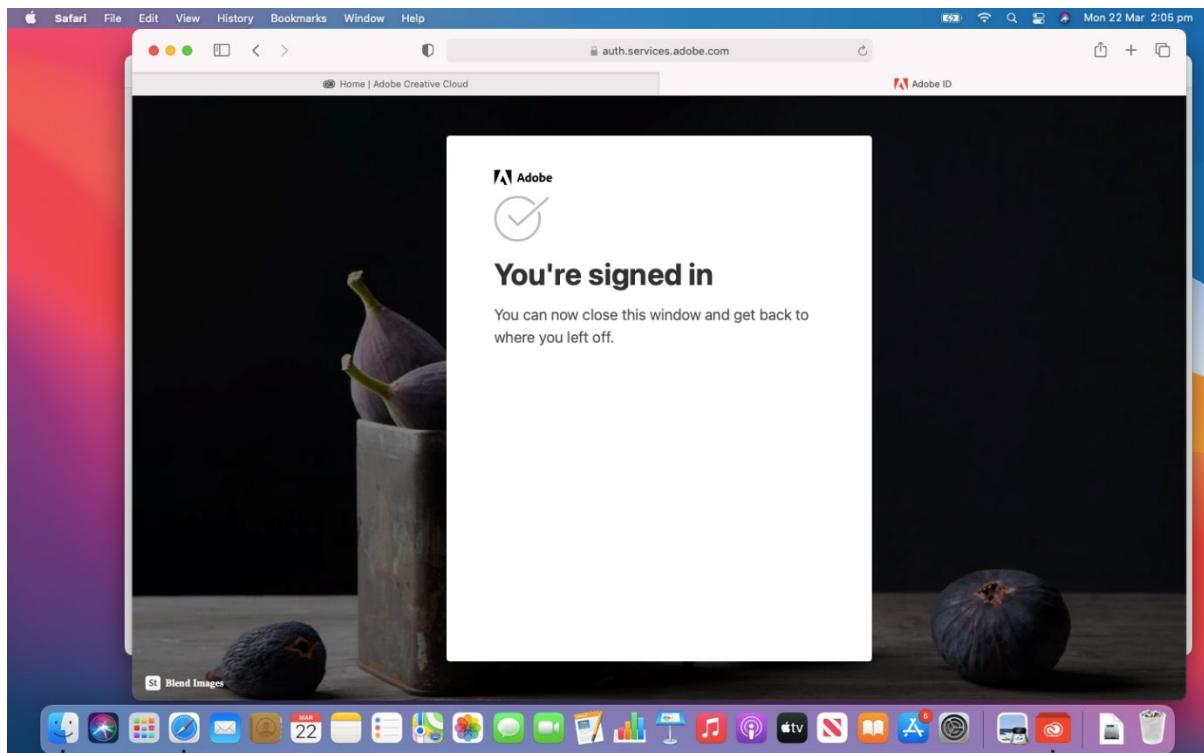 Safari File Edit View History Bookmarks Window Help
Mon 22 Mar 2:05 pm
auth.services.adobe.com
Home | Adobe Creative Cloud
Adobe ID
Adobe
You're signed in
You can now close this window and get back to
where you left off.
St Blend Images
MAR
22
tv
6